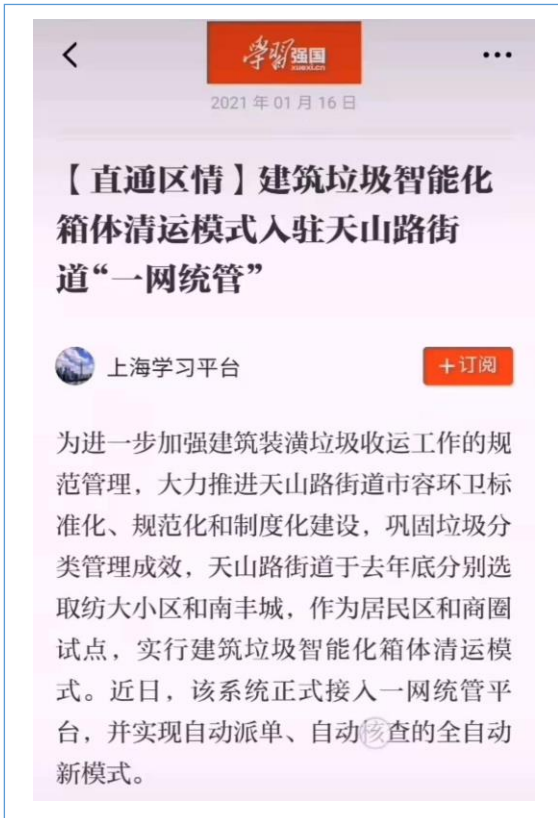 學習强国
xuexi.cn
2021年01月16日
【直通区情】建筑垃圾智能化
箱体清运模式入驻天山路街
道“一网统管”
上海学习平台
+订阅
为进一步加强建筑装潢垃圾收运工作的规
范管理，大力推进天山路街道市容环卫标
准化、规范化和制度化建设，巩固垃圾分
类管理成效，天山路街道于去年底分别选
取纺大小区和南丰城，作为居民区和商圈
试点，实行建筑垃圾智能化箱体清运模
式。近日，该系统正式接入一网统管平
台，并实现自动派单、自动核查的全自动
新模式。